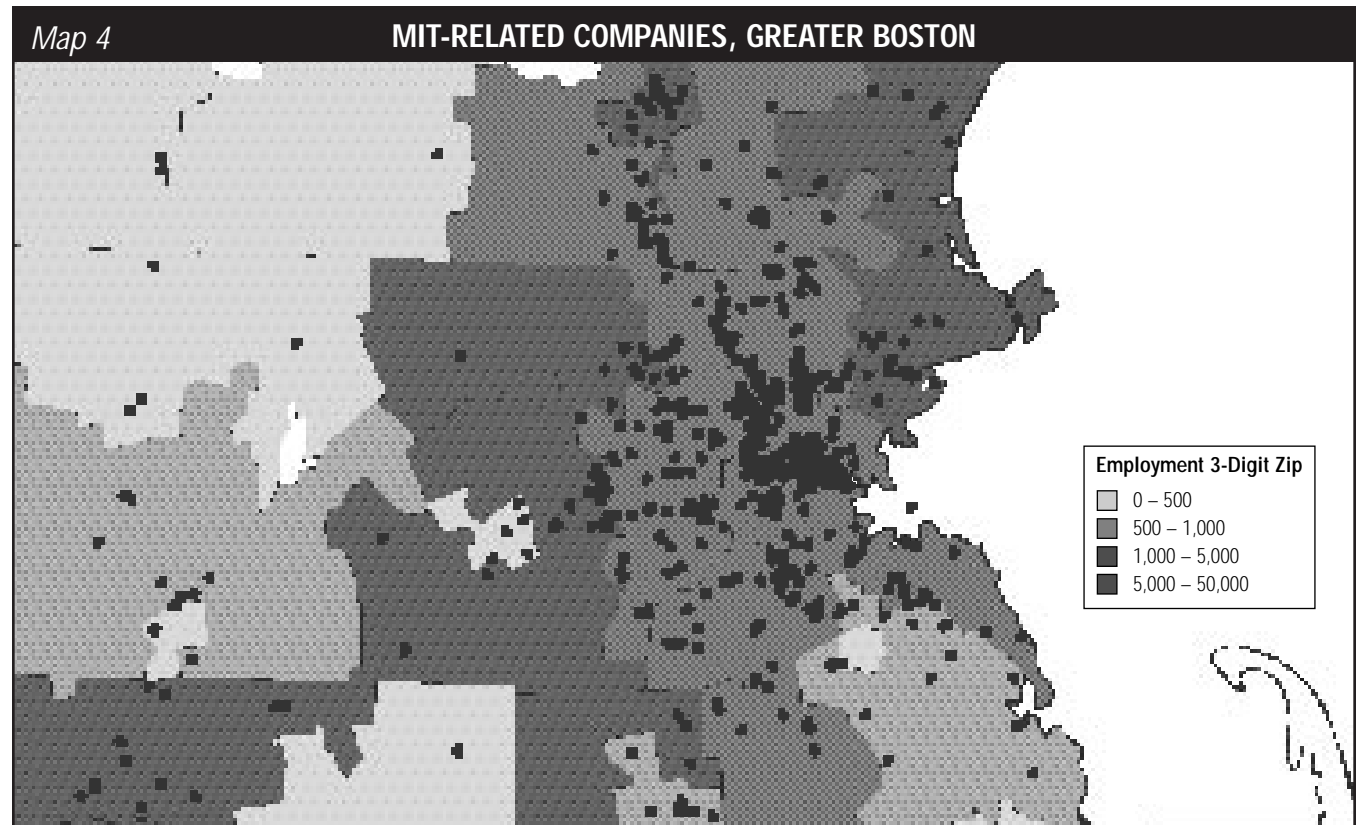 Map 4
MIT-RELATED COMPANIES, GREATER BOSTON
Employment 3-Digit Zip
0 – 500
500 – 1,000
1,000 – 5,000
5,000 – 50,000